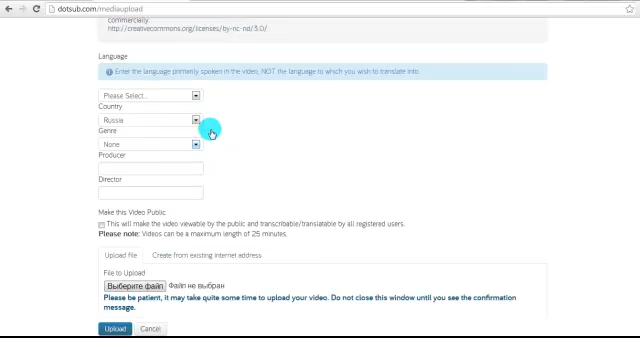 dotsub.com/mediaupload
commercially.
http://creativecommons.org/licenses/by-nc-nd/3.0/
Language
Enter the language primarily spoken in the video, NOT the language to which you wish to translate into.
Please Select...
Country
Russia
Genre
None
Producer
Director
Make this Video Public
This will make the video viewable by the public and transcribable/translatable by all registered users.
Please note: Videos can be a maximum length of 25 minutes.
Upload file Create from existing internet address
File to Upload
Выберите файл Файл не выбран
Please be patient, it may take quite some time to upload your video. Do not close this window until you see the confirmation
message.
Upload Cancel